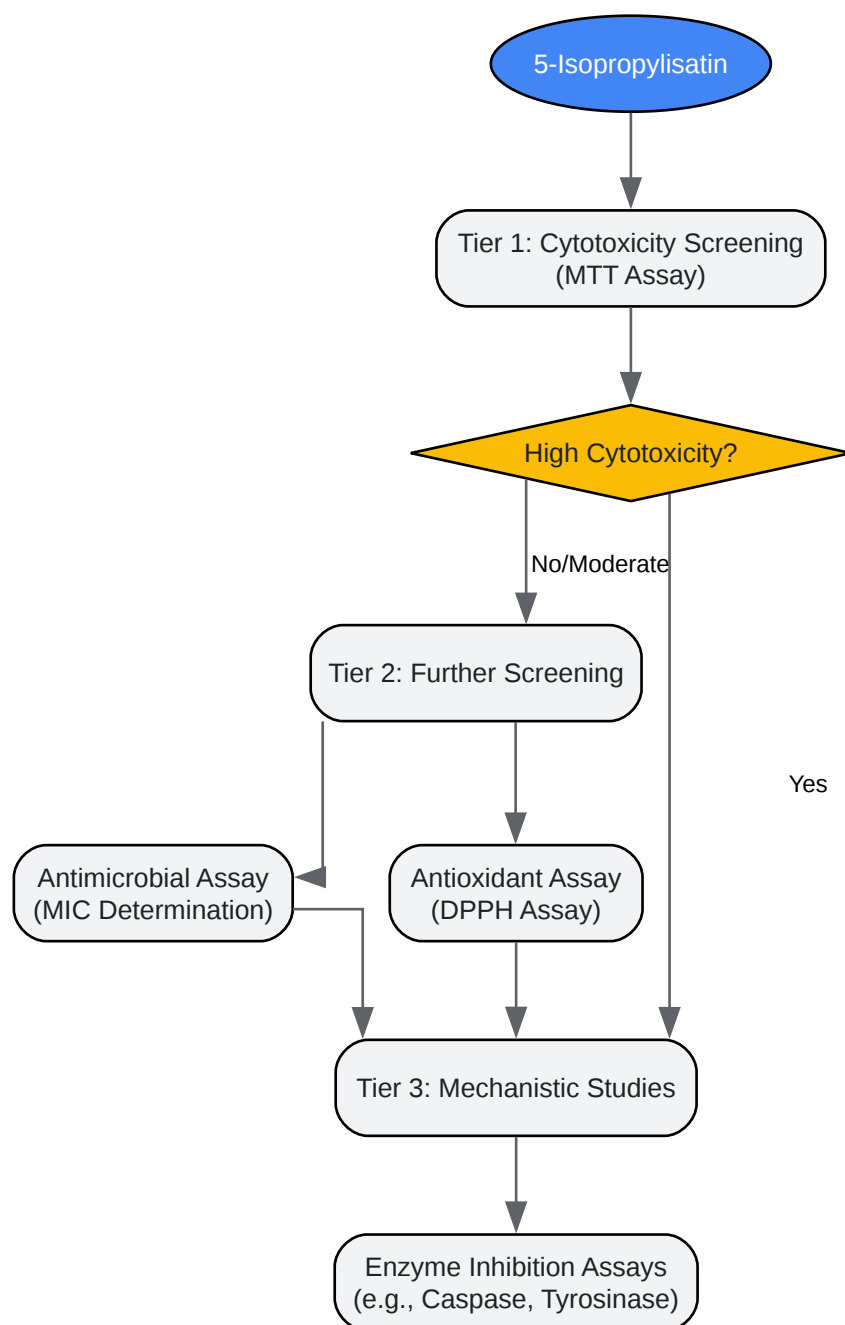 5-Isopropylisatin
Tier 1: Cytotoxicity Screening
(MTT Assay)
High Cytotoxicity?
No/Moderate
Tier 2: Further Screening
Yes
Antimicrobial Assay
(MIC Determination)
Antioxidant Assay
(DPPH Assay)
Tier 3: Mechanistic Studies
Enzyme Inhibition Assays
(e.g., Caspase, Tyrosinase)